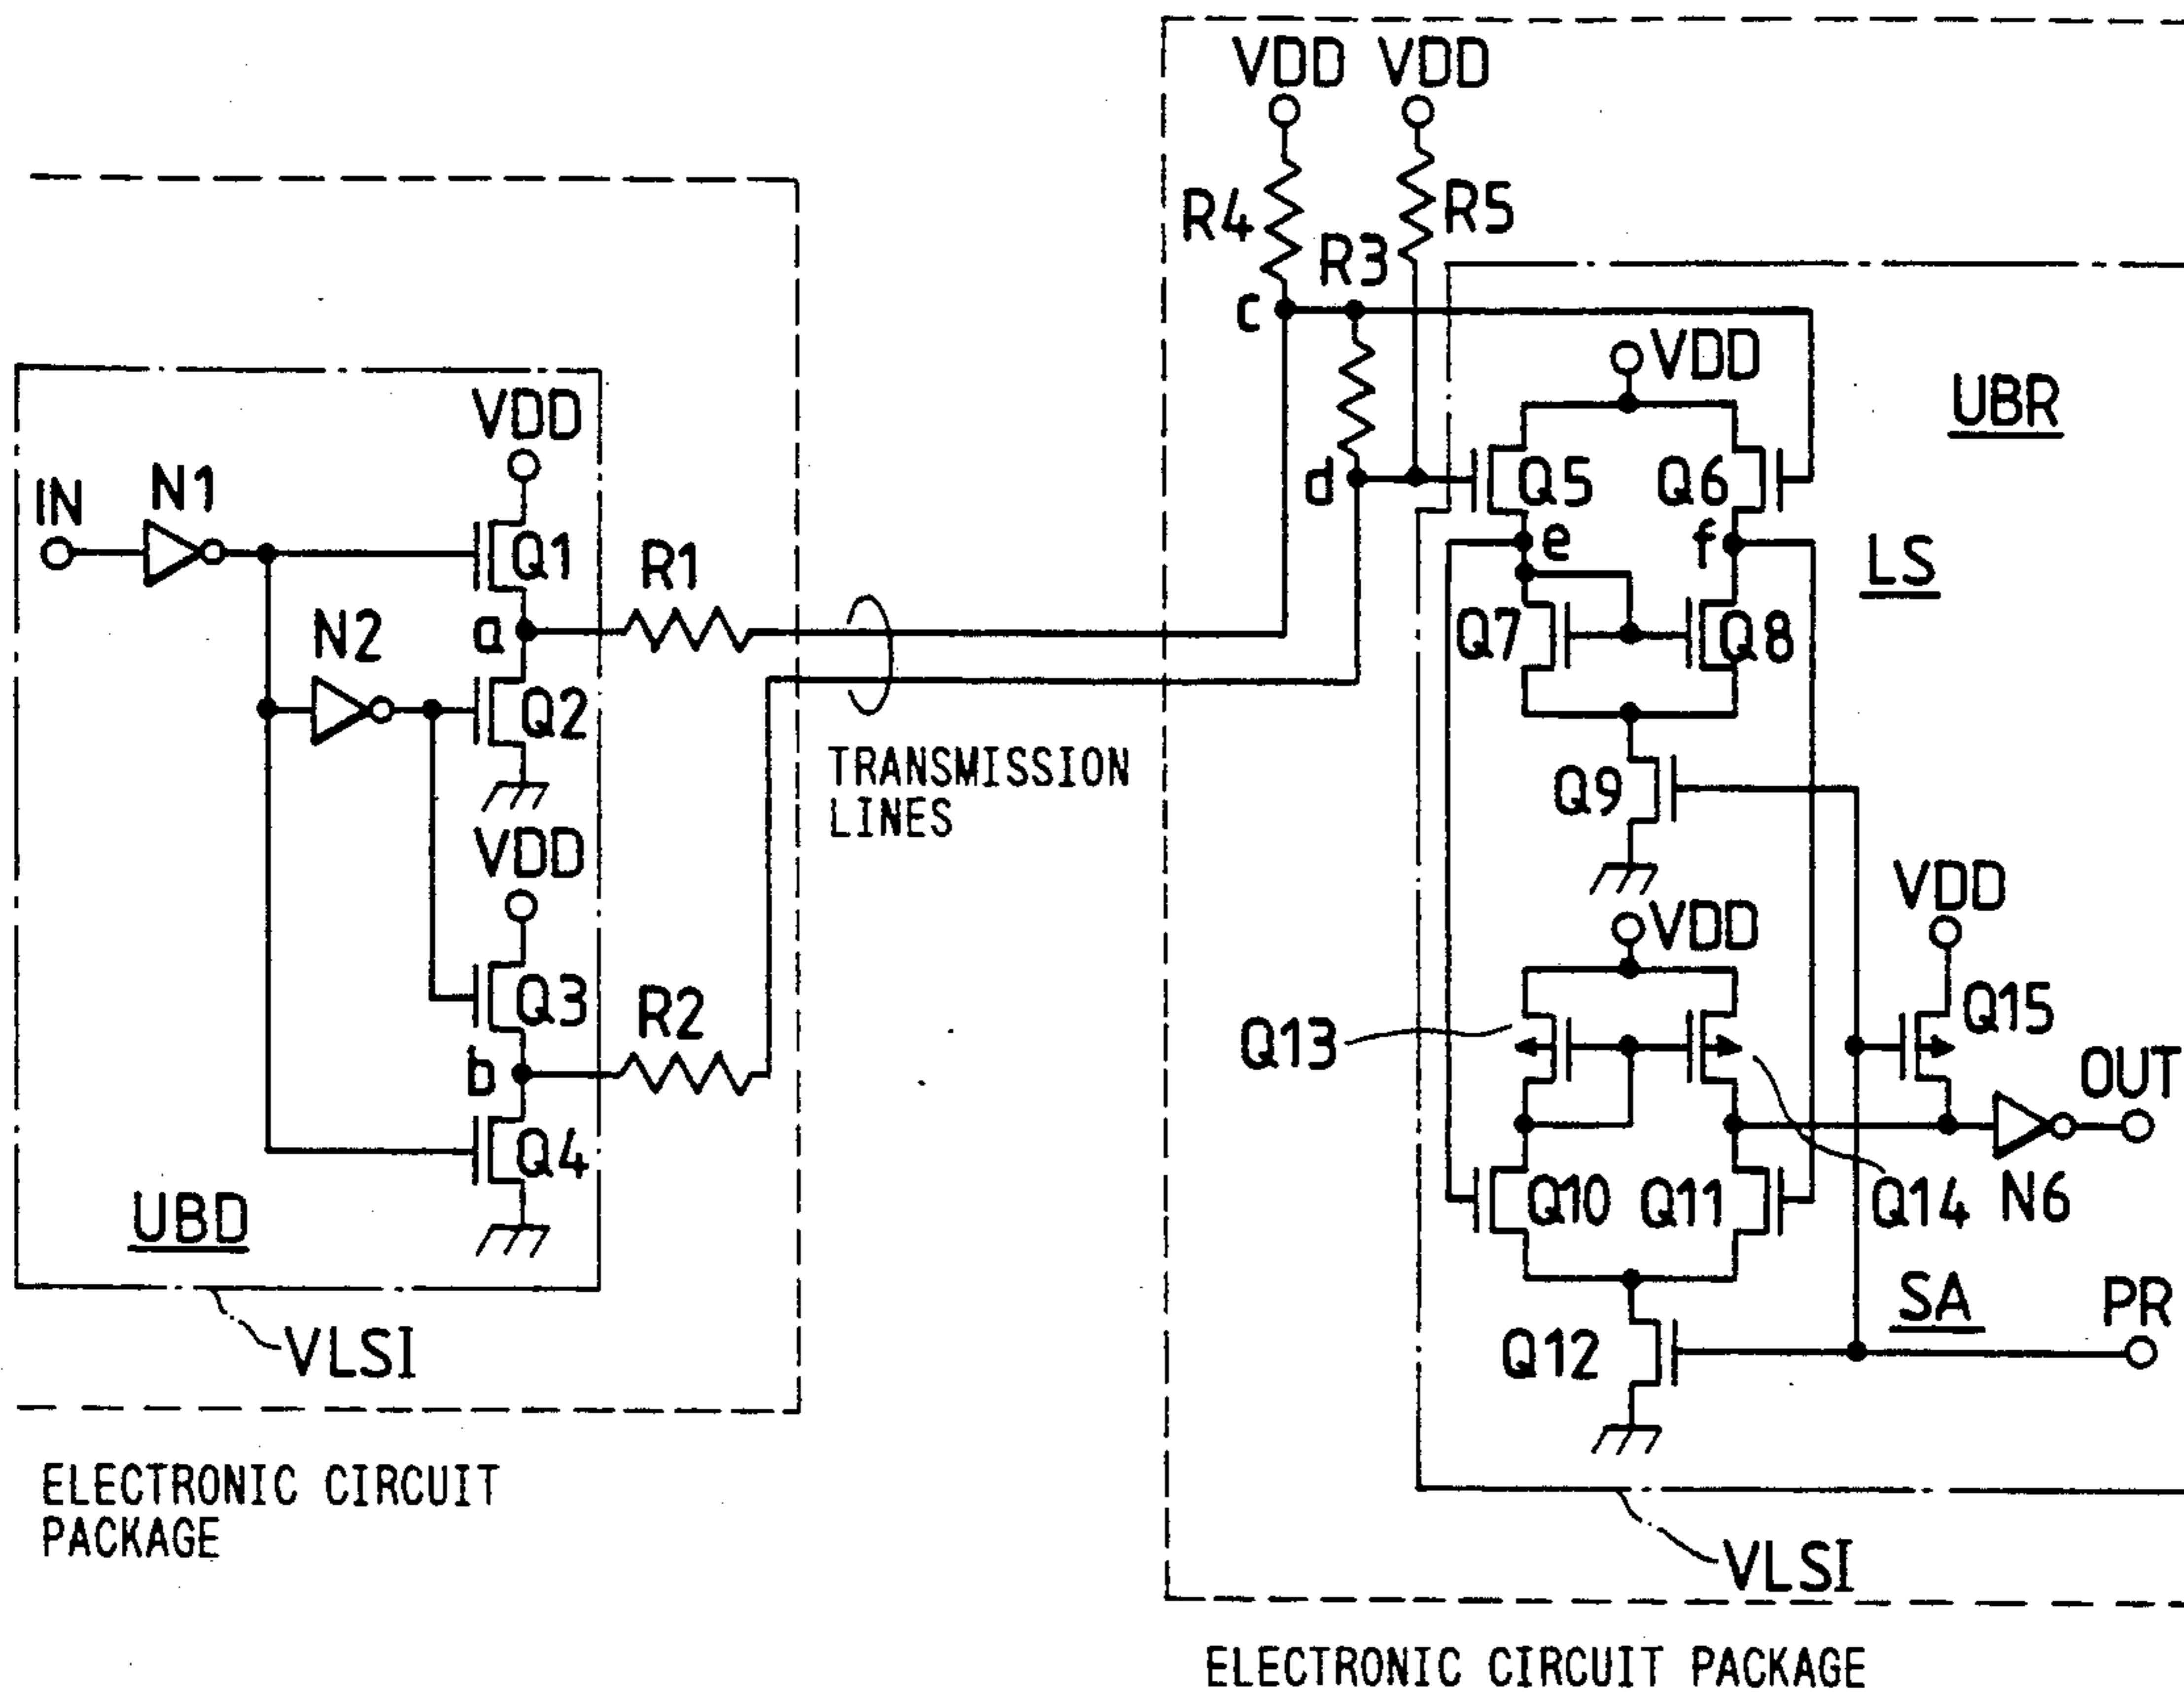 VDD VDD
R4
R3
R5
c
d
VDD
UBR
Q5
Q6
e
f
LS
Q7
Q8
Q9
IN
N1
VDD
Q1
R1
a
N2
Q2
TRANSMISSION
LINES
VDD
Q3
R2
b
Q4
UBD
VLSI
ELECTRONIC CIRCUIT
PACKAGE
VDD
VDD
Q13
Q15
OUT
Q10
Q11
Q14
N6
SA
PR
Q12
VLSI
ELECTRONIC CIRCUIT PACKAGE